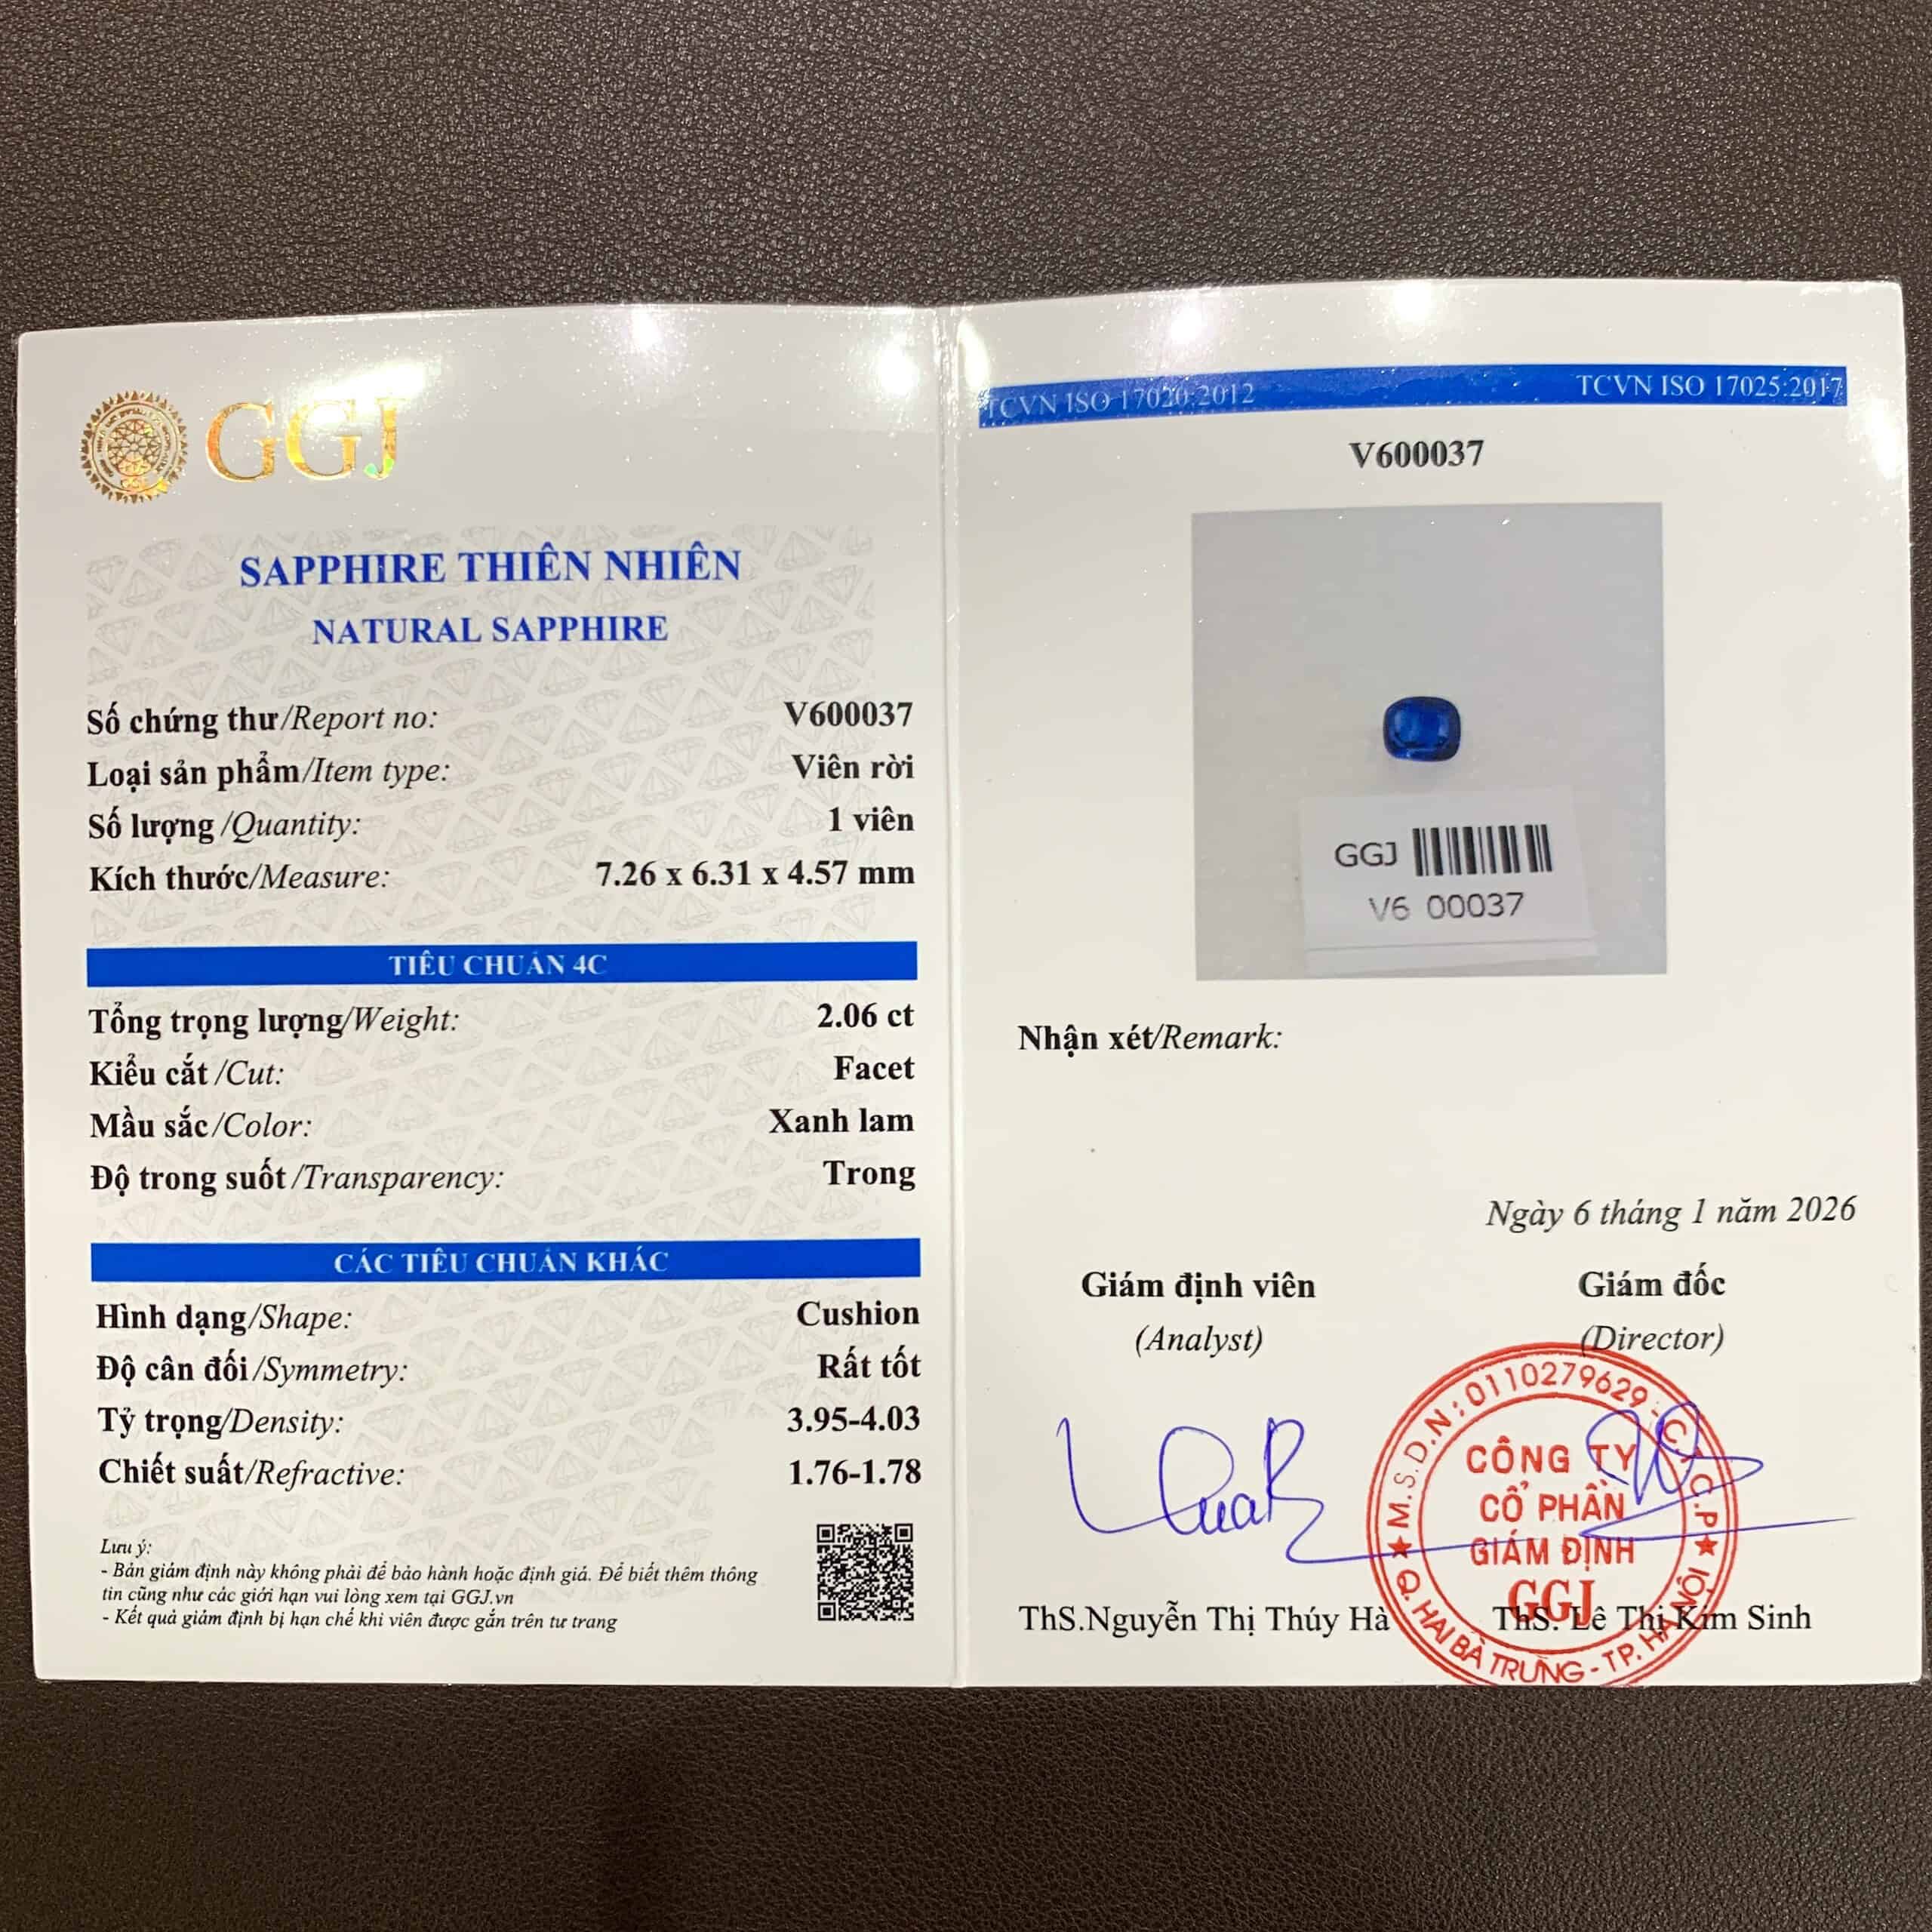 GGJ
SAPPHIRE THIÊN NHIÊN
NATURAL SAPPHIRE
Số chứng thư/Report no: V600037
Loại sản phẩm/Item type: Viên rời
Số lượng /Quantity: 1 viên
Kích thước/Measure: 7.26 x 6.31 x 4.57 mm
TIÊU CHUẨN 4C
Tổng trọng lượng/Weight: 2.06 ct
Kiểu cắt /Cut: Facet
Mầu sắc/Color: Xanh lam
Độ trong suốt /Transparency: Trong
CÁC TIÊU CHUẨN KHÁC
Hình dạng/Shape: Cushion
Độ cân đối/Symmetry: Rất tốt
Tỷ trọng/Density: 3.95-4.03
Chiết suất/Refractive: 1.76-1.78
Lưu ý:
- Bản giám định này không phải để bảo hành hoặc định giá. Để biết thêm thông
tin cũng như các giới hạn vui lòng xem tại GGJ.vn
- Kết quả giám định bị hạn chế khi viên được gắn trên tư trang
TCVN ISO 17020:2012 TCVN ISO 17025:2017
V600037
GGJ
V6 00037
Nhận xét/Remark:
Ngày 6 tháng 1 năm 2026
Giám định viên Giám đốc
(Analyst) (Director)
M.S.D.N: 0110279629 - C.T.C.P
CÔNG TY
CỔ PHẦN
GIÁM ĐỊNH
GGJ
Q. HAI BÀ TRƯNG - TP. HÀ NỘI
ThS.Nguyễn Thị Thúy Hà ThS. Lê Thị Kim Sinh